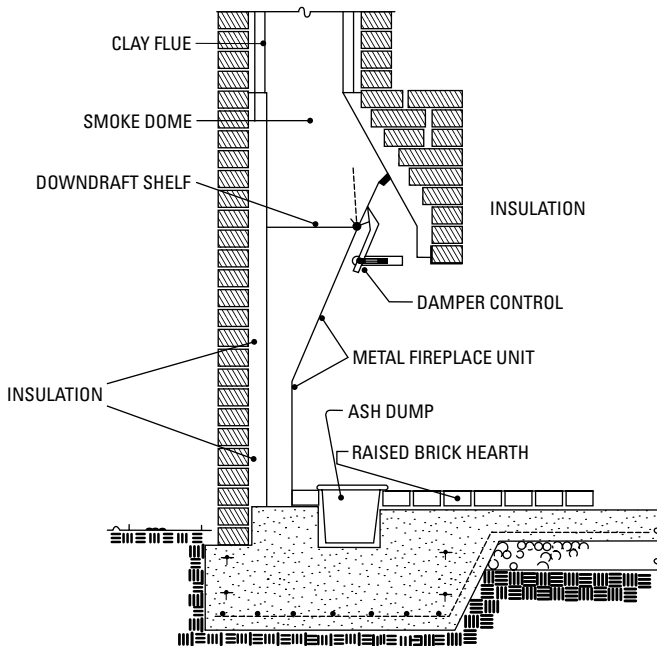 CLAY FLUE
SMOKE DOME
DOWNDRAFT SHELF
INSULATION
DAMPER CONTROL
METAL FIREPLACE UNIT
INSULATION
ASH DUMP
RAISED BRICK HEARTH